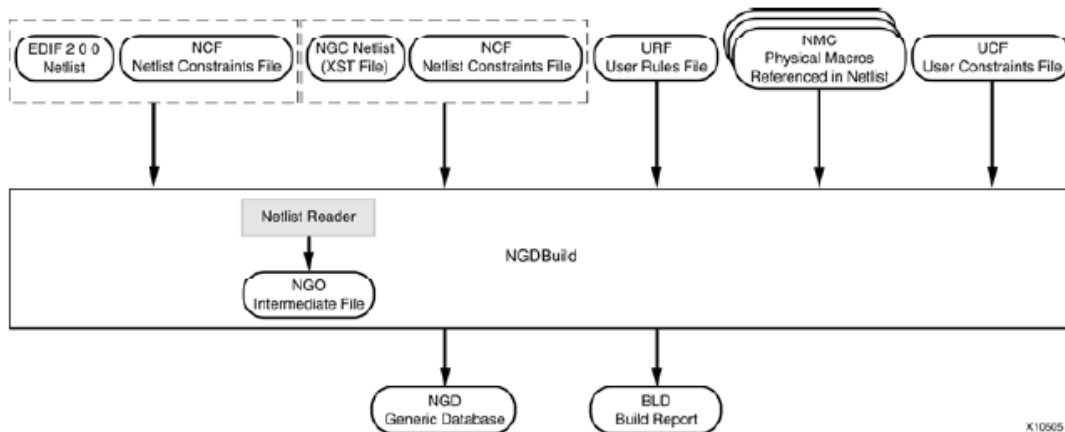 EDIF 2 0 0
Netlist
NCF
Netlist Constraints File
NGC Netlist
(XST File)
NCF
Netlist Constraints File
URF
User Rules File
NMC
Physical Macros
Referenced in Netlist
UCF
User Constraints File
Netlist Reader
NGO
Intermediate File
NGDBuild
NGD
Generic Database
BLD
Build Report
X10505